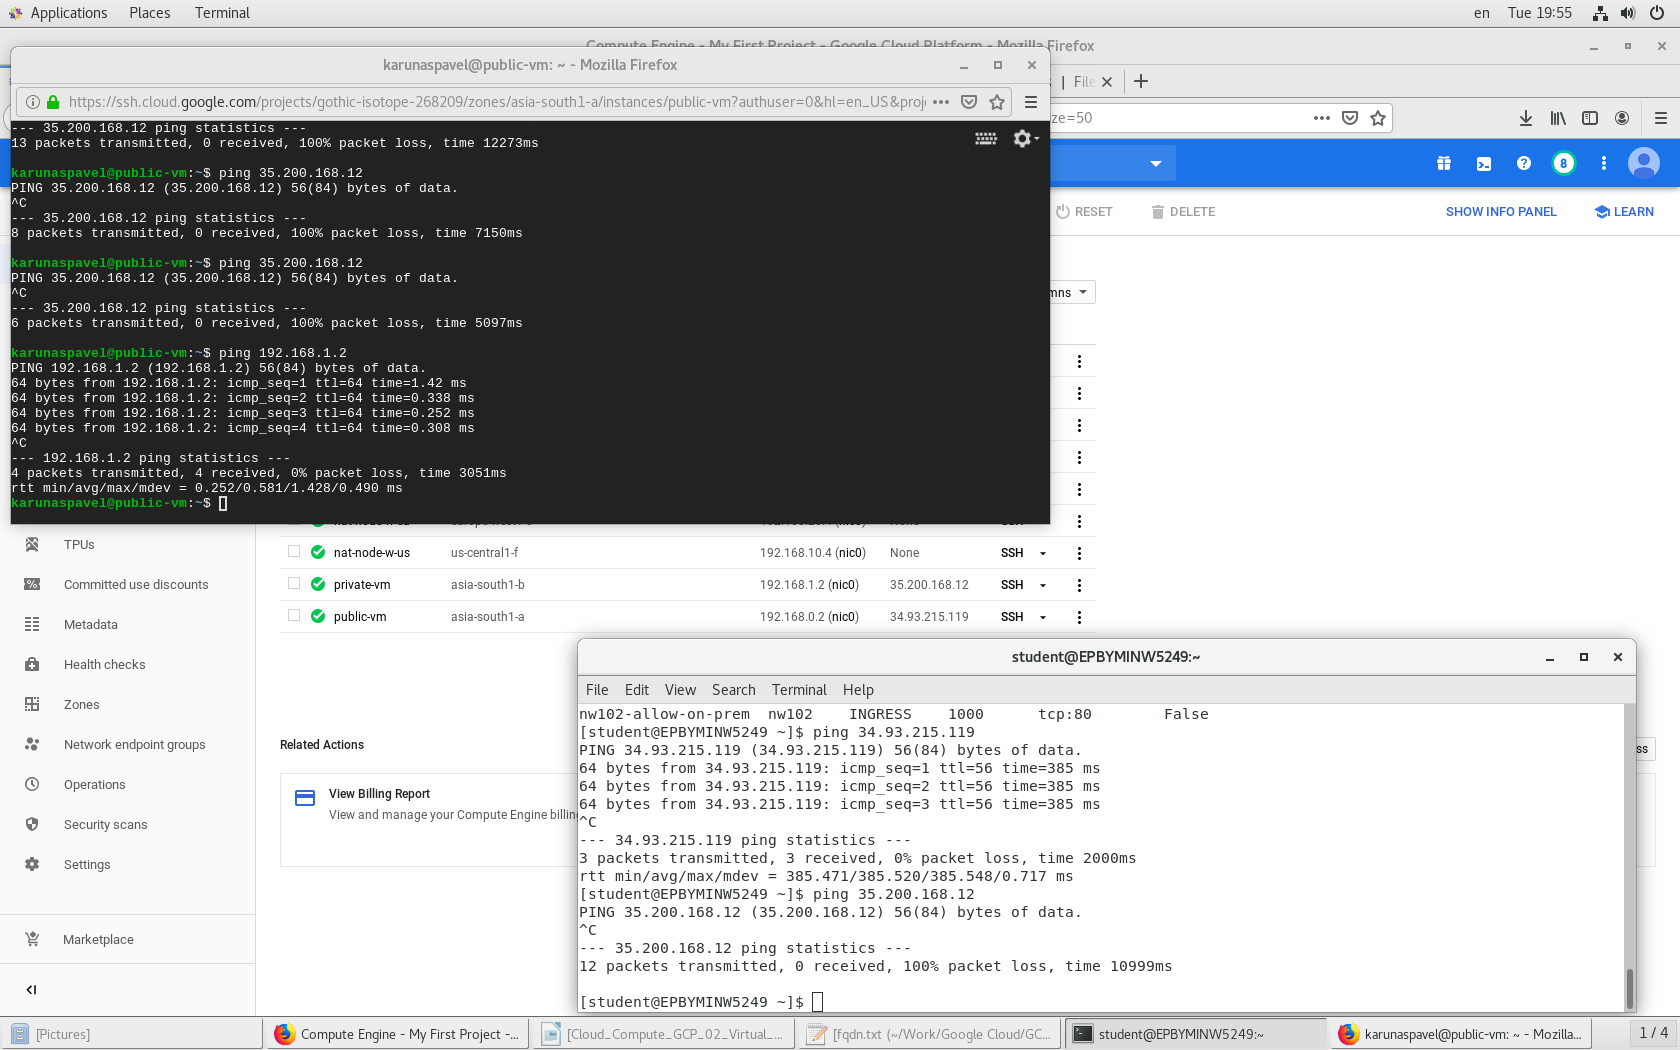 Applications Places Terminal en Tue 19:55
Compute Engine - My First Project - Google Cloud Platform - Mozilla Firefox
karunaspavel@public-vm: ~ - Mozilla Firefox
| File
https://ssh.cloud.google.com/projects/gothic-isotope-268209/zones/asia-south1-a/instances/public-vm?authuser=0&hl=en_US&proj
ze=50
--- 35.200.168.12 ping statistics ---
13 packets transmitted, 0 received, 100% packet loss, time 12273ms
karunaspavel@public-vm:~$ ping 35.200.168.12
PING 35.200.168.12 (35.200.168.12) 56(84) bytes of data.
^C
--- 35.200.168.12 ping statistics ---
8 packets transmitted, 0 received, 100% packet loss, time 7150ms
karunaspavel@public-vm:~$ ping 35.200.168.12
PING 35.200.168.12 (35.200.168.12) 56(84) bytes of data.
^C
--- 35.200.168.12 ping statistics ---
6 packets transmitted, 0 received, 100% packet loss, time 5097ms
karunaspavel@public-vm:~$ ping 192.168.1.2
PING 192.168.1.2 (192.168.1.2) 56(84) bytes of data.
64 bytes from 192.168.1.2: icmp_seq=1 ttl=64 time=1.42 ms
64 bytes from 192.168.1.2: icmp_seq=2 ttl=64 time=0.338 ms
64 bytes from 192.168.1.2: icmp_seq=3 ttl=64 time=0.252 ms
64 bytes from 192.168.1.2: icmp_seq=4 ttl=64 time=0.308 ms
^C
--- 192.168.1.2 ping statistics ---
4 packets transmitted, 4 received, 0% packet loss, time 3051ms
rtt min/avg/max/mdev = 0.252/0.581/1.428/0.490 ms
karunaspavel@public-vm:~$
8
RESET DELETE SHOW INFO PANEL LEARN
mns
nat-node-w-us us-central1-f 192.168.10.4 (nic0) None SSH
private-vm asia-south1-b 192.168.1.2 (nic0) 35.200.168.12 SSH
public-vm asia-south1-a 192.168.0.2 (nic0) 34.93.215.119 SSH
TPUs
Committed use discounts
Metadata
Health checks
Zones
Network endpoint groups
Operations
Security scans
Settings
Marketplace
Related Actions
View Billing Report
View and manage your Compute Engine billing
ss
student@EPBYMINW5249:~
File Edit View Search Terminal Help
nw102-allow-on-prem nw102 INGRESS 1000 tcp:80 False
[student@EPBYMINW5249 ~]$ ping 34.93.215.119
PING 34.93.215.119 (34.93.215.119) 56(84) bytes of data.
64 bytes from 34.93.215.119: icmp_seq=1 ttl=56 time=385 ms
64 bytes from 34.93.215.119: icmp_seq=2 ttl=56 time=385 ms
64 bytes from 34.93.215.119: icmp_seq=3 ttl=56 time=385 ms
^C
--- 34.93.215.119 ping statistics ---
3 packets transmitted, 3 received, 0% packet loss, time 2000ms
rtt min/avg/max/mdev = 385.471/385.520/385.548/0.717 ms
[student@EPBYMINW5249 ~]$ ping 35.200.168.12
PING 35.200.168.12 (35.200.168.12) 56(84) bytes of data.
^C
--- 35.200.168.12 ping statistics ---
12 packets transmitted, 0 received, 100% packet loss, time 10999ms
[student@EPBYMINW5249 ~]$
[Pictures] Compute Engine - My First Project -... [Cloud_Compute_GCP_02_Virtual_... [fqdn.txt (~/Work/Google Cloud/GC... student@EPBYMINW5249:~ karunaspavel@public-vm: ~ - Mozilla... 1 / 4